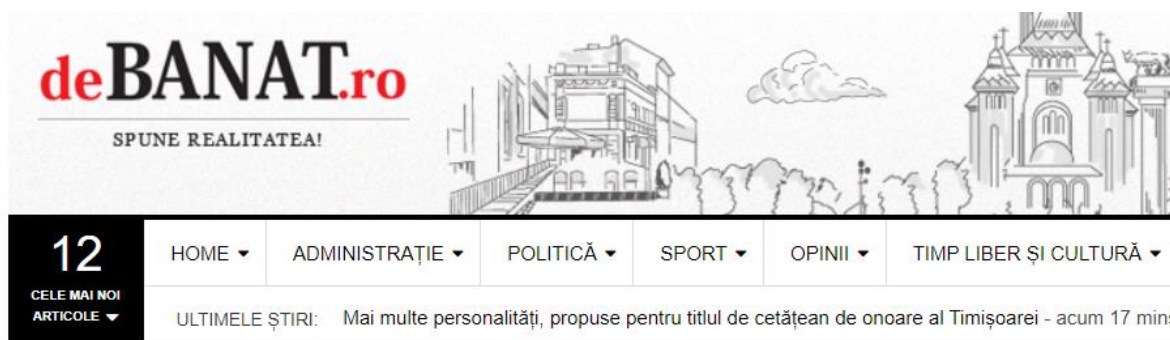 deBANAT.ro
SPUNE REALITATEA!
12
CELE MAI NOI
ARTICOLE
HOME
ADMINISTRAȚIE
POLITICĂ
SPORT
OPINII
TIMP LIBER ȘI CULTURĂ
ULTIMELE ȘTIRI: Mai multe personalități, propuse pentru titlul de cetățean de onoare al Timișoarei - acum 17 mins